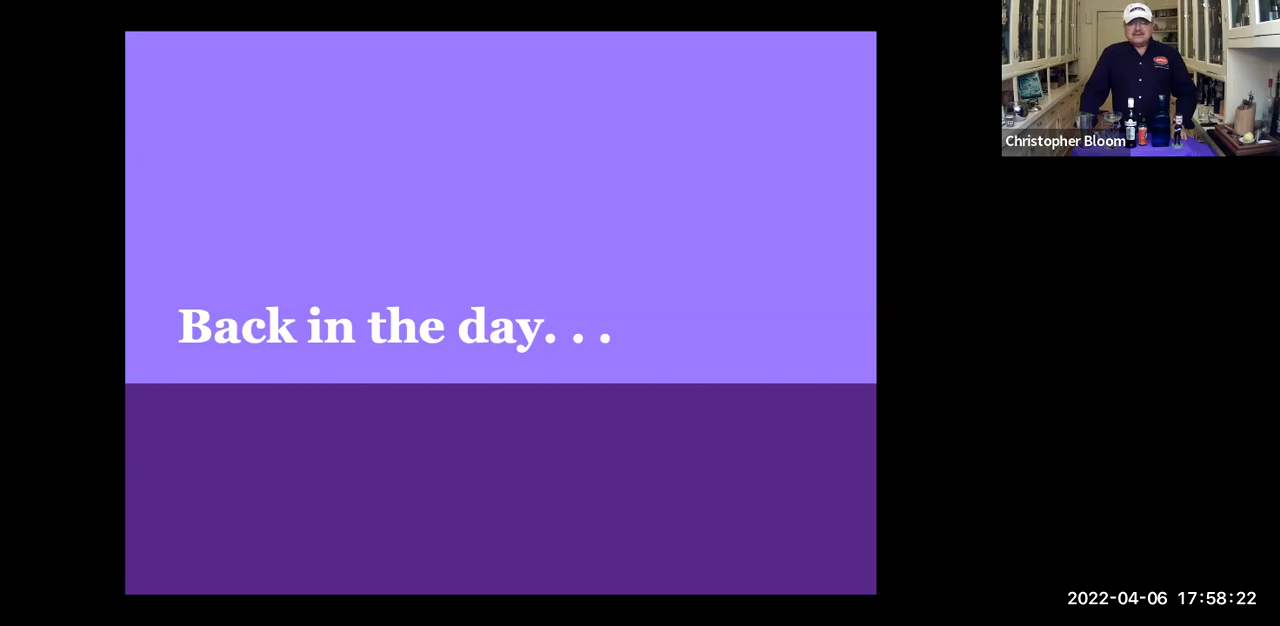 Back in the day. . .
Christopher Bloom
2022-04-06 17:58:22